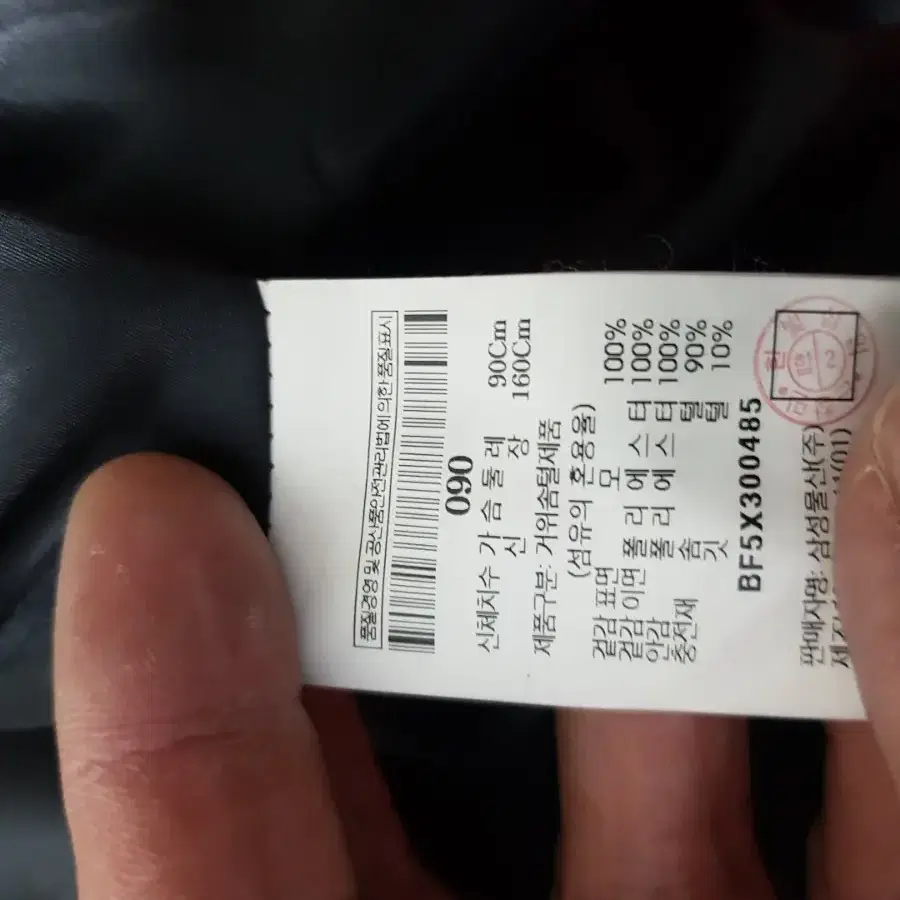 품질경영 및 공산품안전관리법에 의한 품질표시
090
신체치수 가 슴 둘 레 90Cm
신 장 160Cm
제품구분: 거위솜털제품
(섬유의 혼용율)
겉감 표면 모 100%
겉감 이면 폴 리 에 스 터 100%
안감 폴 리 에 스 터 100%
충전재 솜 털 90%
깃 털 10%
BF5X300485
판매자명: 삼성물산(주)